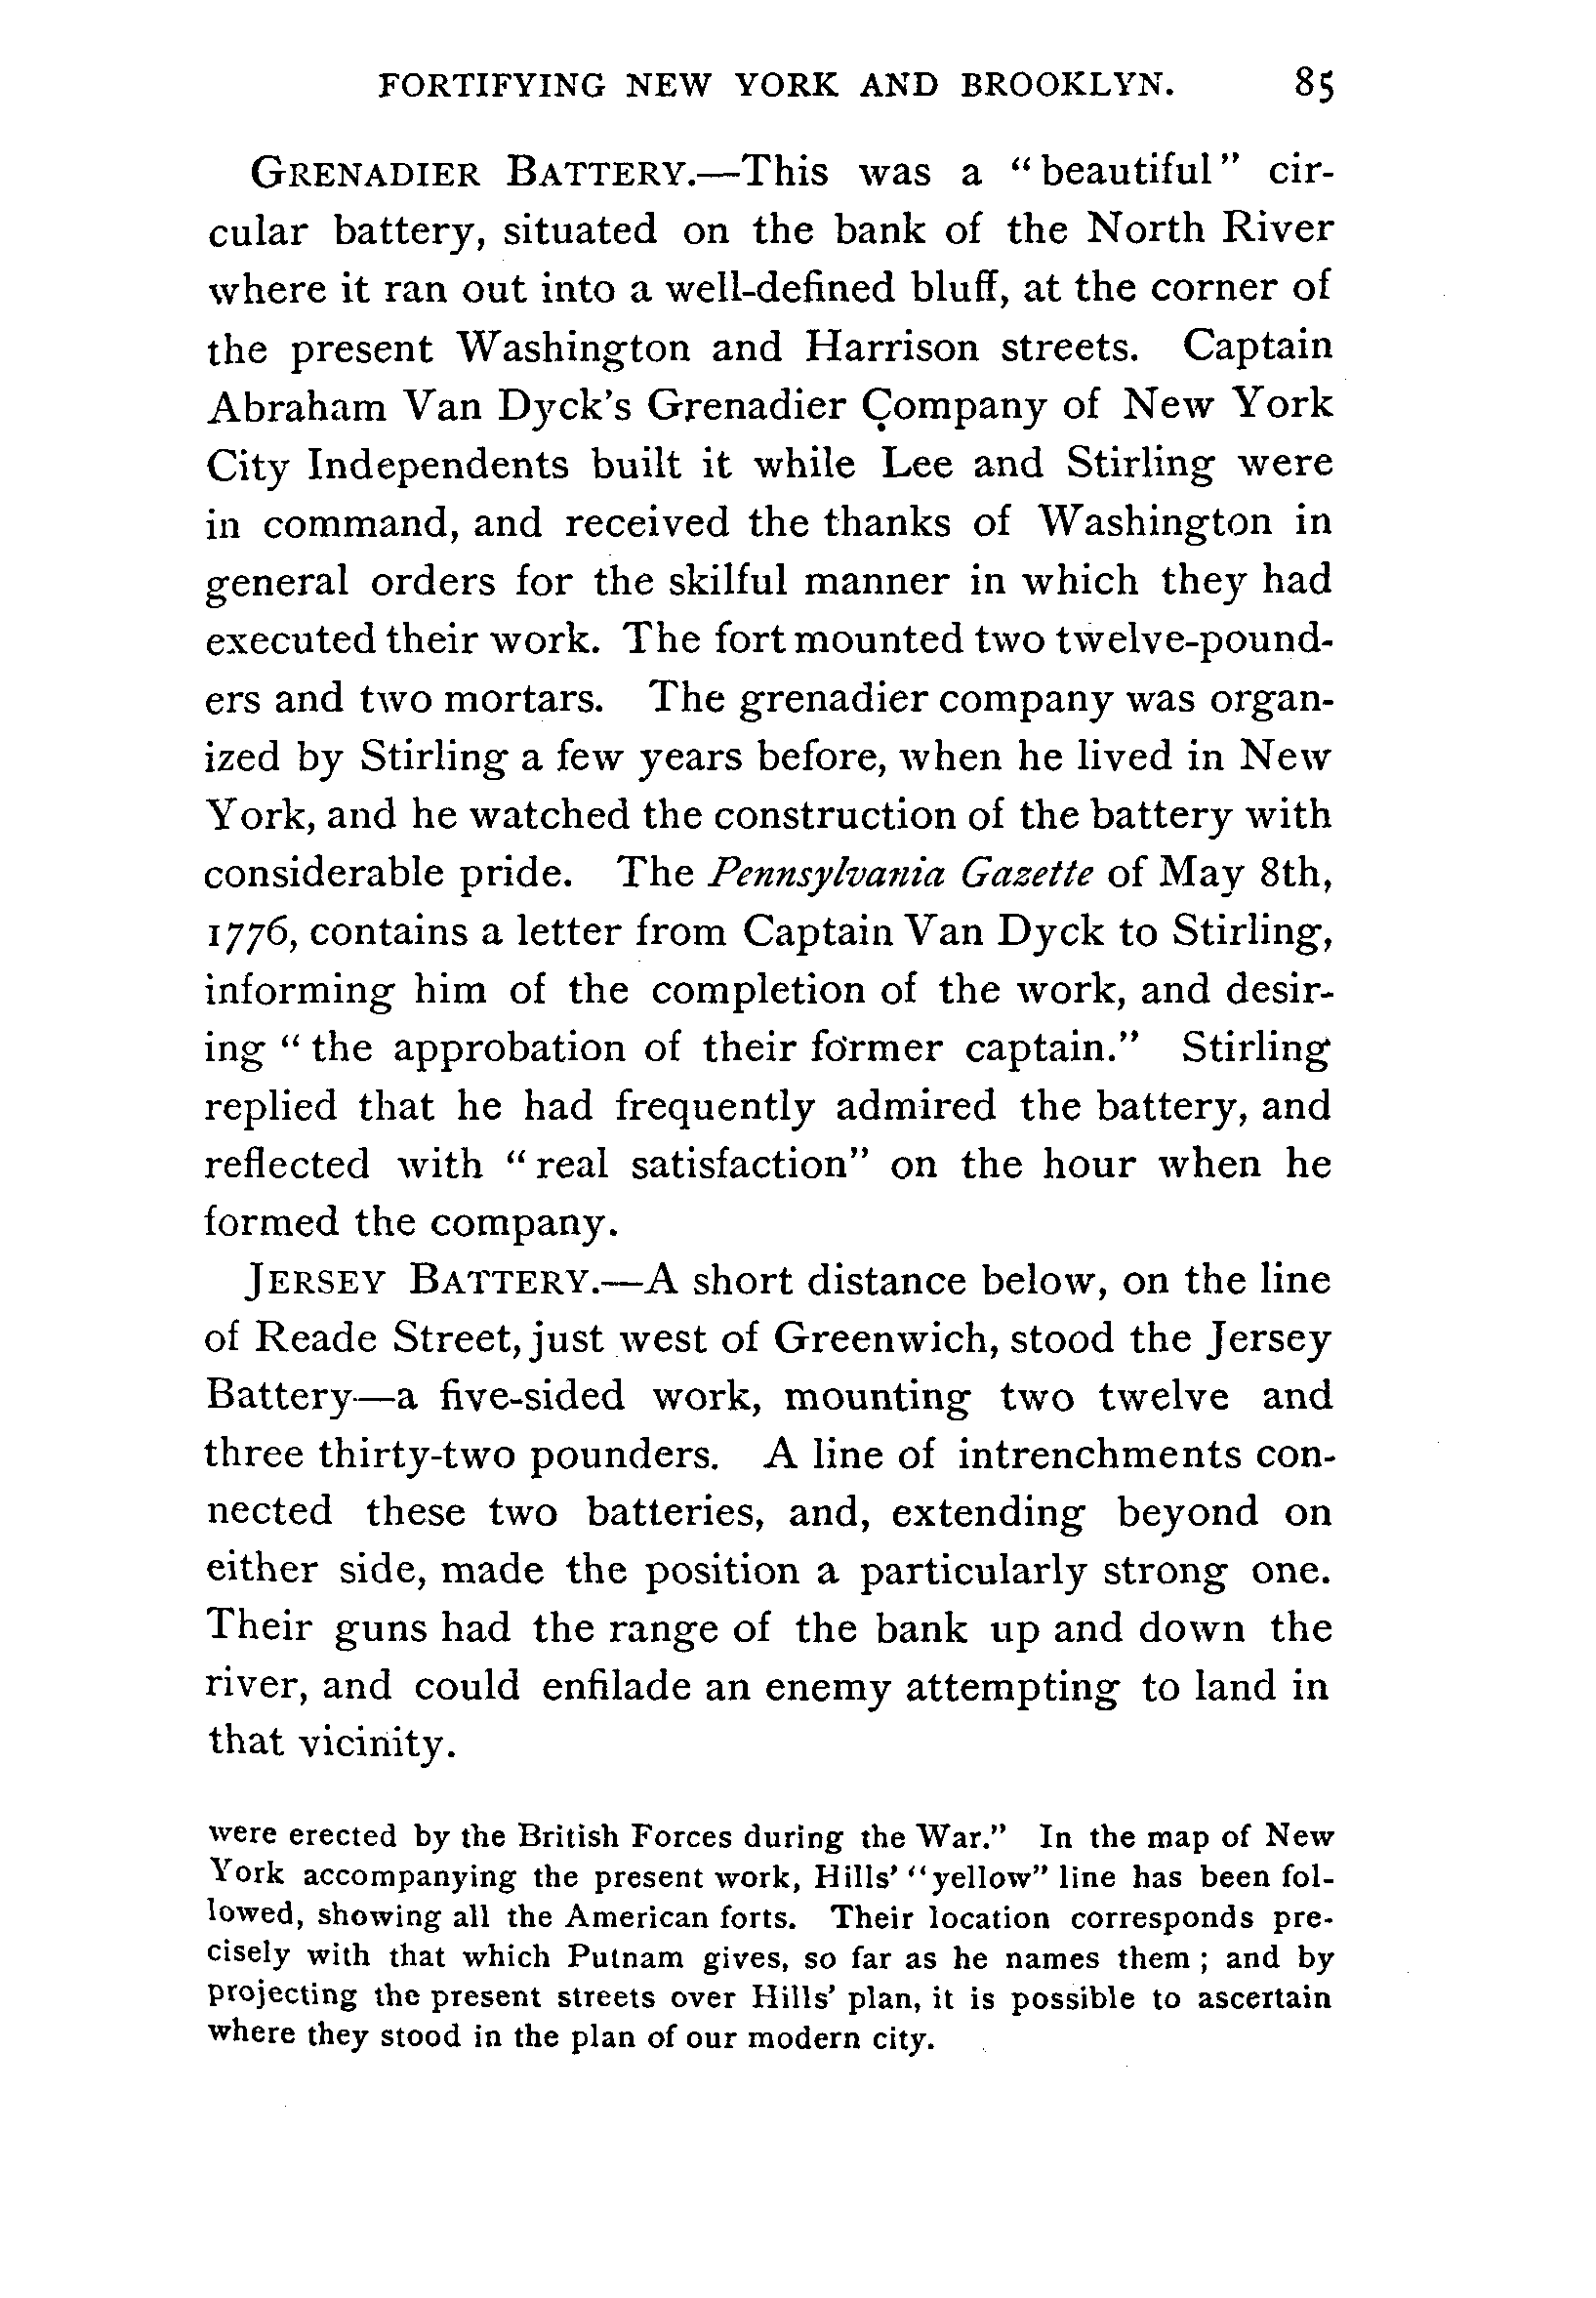 FORTIFYING NEW YORK AND BROOKLYN. 85
GRENADIER BATTERY.—This was a "beautiful" cir-
cular battery, situated on the bank of the North River
where it ran out into a well-defined bluff, at the corner of
the present Washington and Harrison streets. Captain
Abraham Van Dyck's Grenadier Company of New York
City Independents built it while Lee and Stirling were
in command, and received the thanks of Washington in
general orders for the skilful manner in which they had
executed their work. The fort mounted two twelve-pound-
ers and two mortars. The grenadier company was organ-
ized by Stirling a few years before, when he lived in New
York, and he watched the construction of the battery with
considerable pride. The Pennsylvania Gazette of May 8th,
1776, contains a letter from Captain Van Dyck to Stirling,
informing him of the completion of the work, and desir-
ing "the approbation of their former captain." Stirling
replied that he had frequently admired the battery, and
reflected with "real satisfaction" on the hour when he
formed the company.
JERSEY BATTERY.—A short distance below, on the line
of Reade Street, just west of Greenwich, stood the Jersey
Battery—a five-sided work, mounting two twelve and
three thirty-two pounders. A line of intrenchments con-
nected these two batteries, and, extending beyond on
either side, made the position a particularly strong one.
Their guns had the range of the bank up and down the
river, and could enfilade an enemy attempting to land in
that vicinity.
were erected by the British Forces during the War." In the map of New
York accompanying the present work, Hills' "yellow" line has been fol-
lowed, showing all the American forts. Their location corresponds pre-
cisely with that which Putnam gives, so far as he names them; and by
projecting the present streets over Hills' plan, it is possible to ascertain
where they stood in the plan of our modern city.